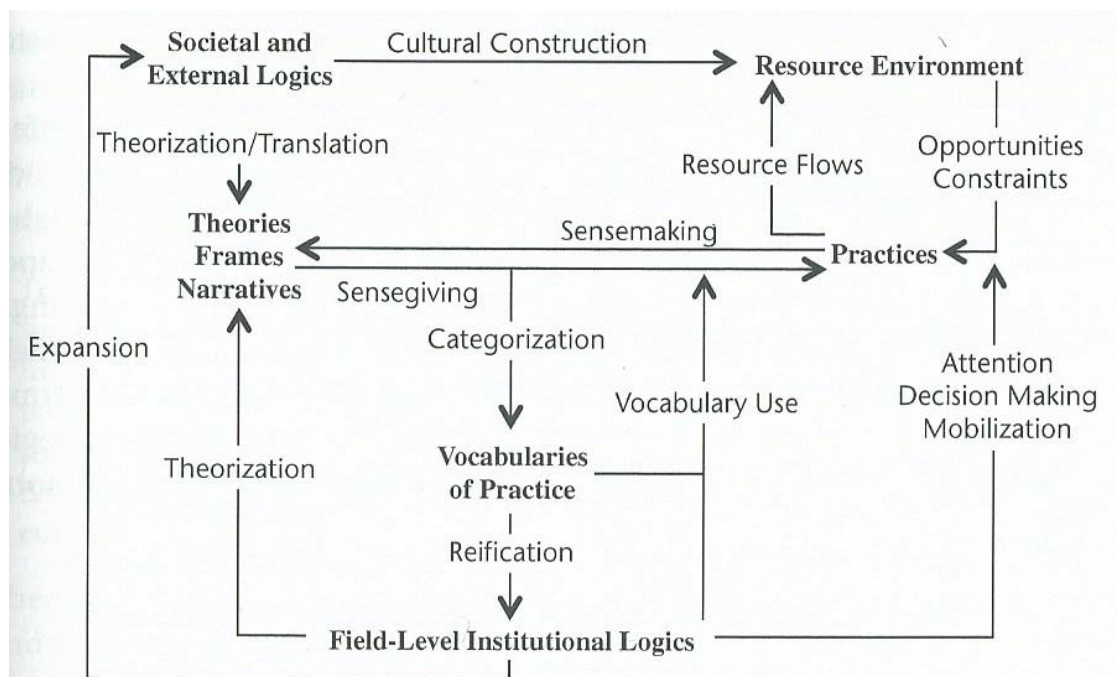 Societal and
External Logics
Cultural Construction
Resource Environment
Theorization/Translation
Resource Flows
Opportunities
Constraints
Theories
Frames
Narratives
Sensemaking
Practices
Sensegiving
Expansion
Categorization
Vocabulary Use
Attention
Decision Making
Mobilization
Theorization
Vocabularies
of Practice
Reification
Field-Level Institutional Logics